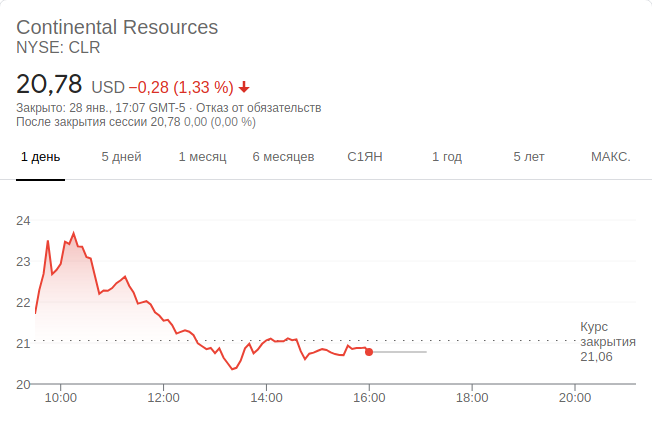 Continental Resources
NYSE: CLR
20,78 USD −0,28 (1,33 %)
Закрыто: 28 янв., 17:07 GMT-5 · Отказ от обязательств
После закрытия сессии 20,78 0,00 (0,00 %)
1 день 5 дней 1 месяц 6 месяцев С1ЯН 1 год 5 лет МАКС.
24
23
22
21
20
Курс
закрытия
21,06
10:00 12:00 14:00 16:00 18:00 20:00